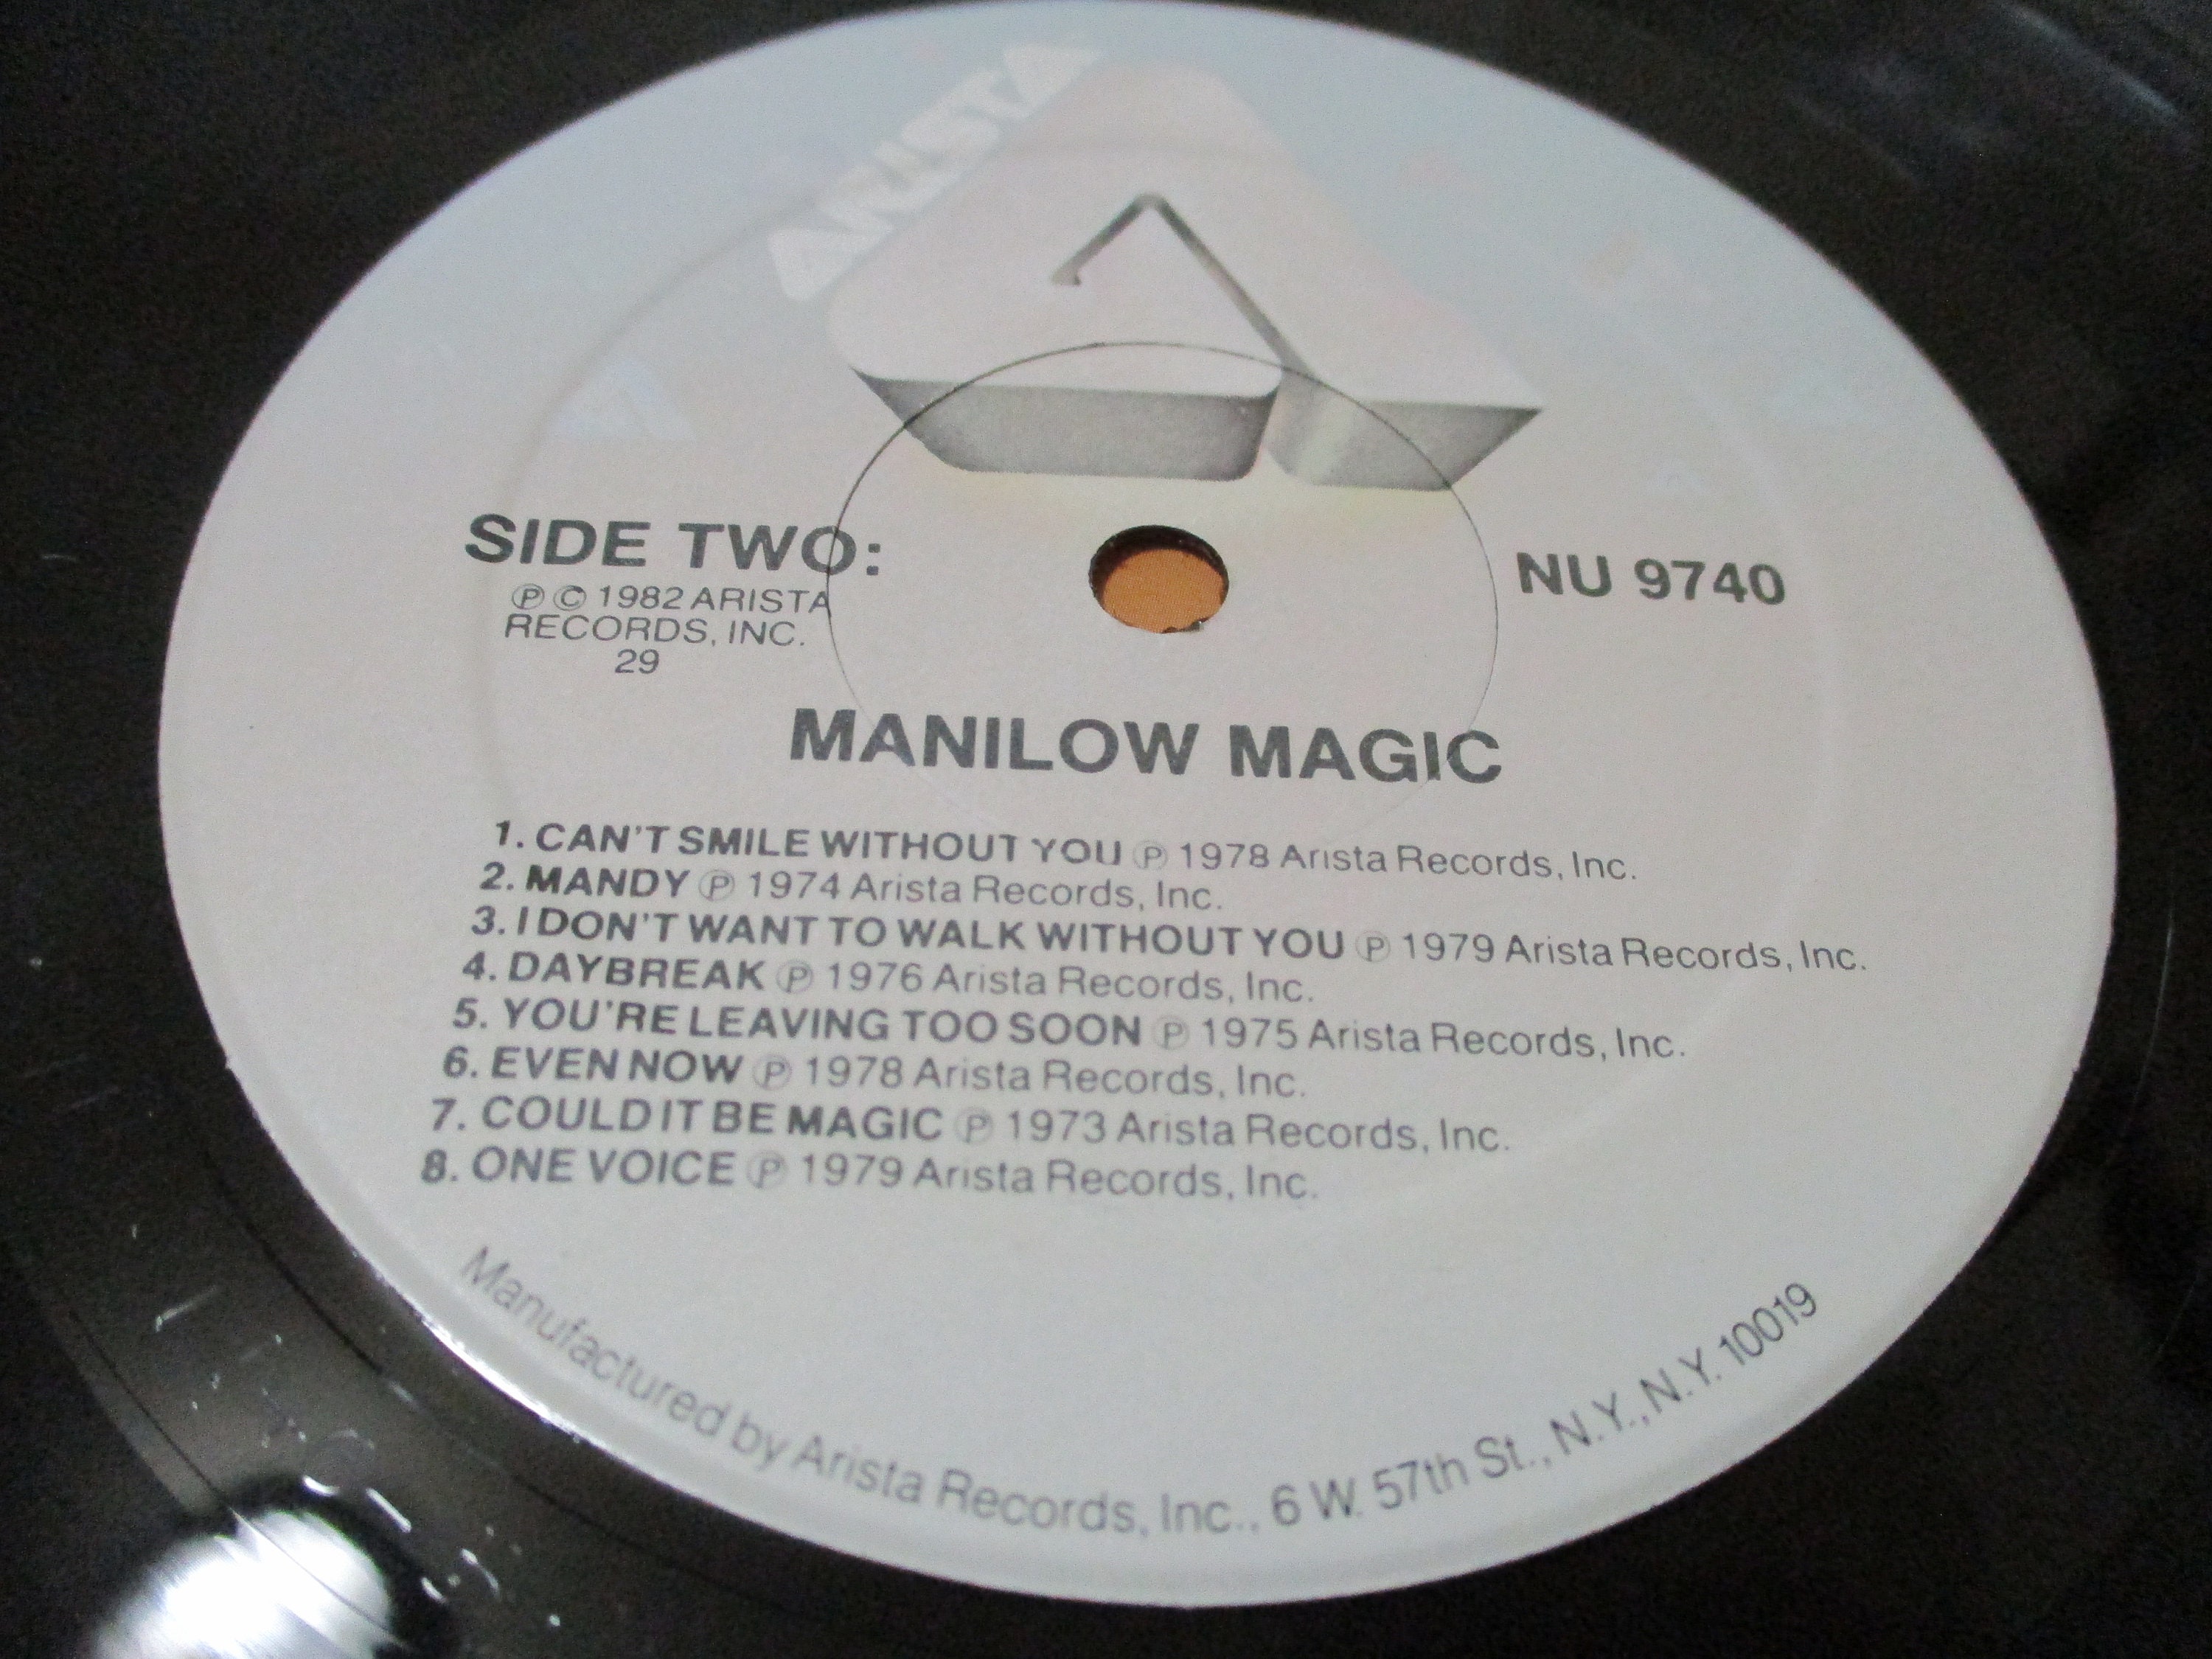 ARISTA
SIDE TWO:
℗ © 1982 ARISTA
RECORDS, INC.
29
NU 9740
MANILOW MAGIC
1. CAN'T SMILE WITHOUT YOU ℗ 1978 Arista Records, Inc.
2. MANDY ℗ 1974 Arista Records, Inc.
3. I DON'T WANT TO WALK WITHOUT YOU ℗ 1979 Arista Records, Inc.
4. DAYBREAK ℗ 1976 Arista Records, Inc.
5. YOU'RE LEAVING TOO SOON ℗ 1975 Arista Records, Inc.
6. EVEN NOW ℗ 1978 Arista Records, Inc.
7. COULD IT BE MAGIC ℗ 1973 Arista Records, Inc.
8. ONE VOICE ℗ 1979 Arista Records, Inc.
Manufactured by Arista Records, Inc., 6 W. 57th St., N.Y., N.Y. 10019